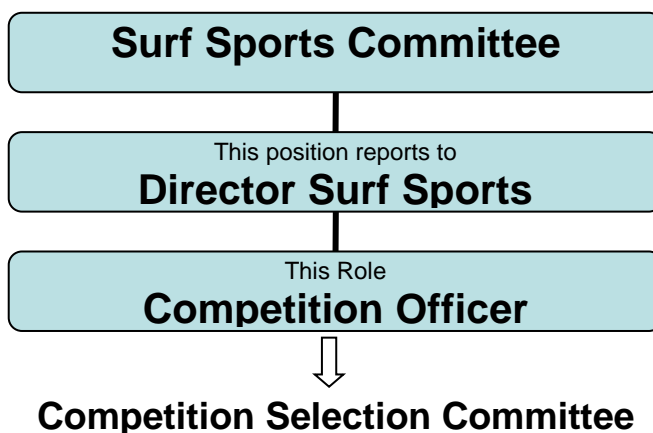 Surf Sports Committee
This position reports to
Director Surf Sports
This Role
Competition Officer
Competition Selection Committee